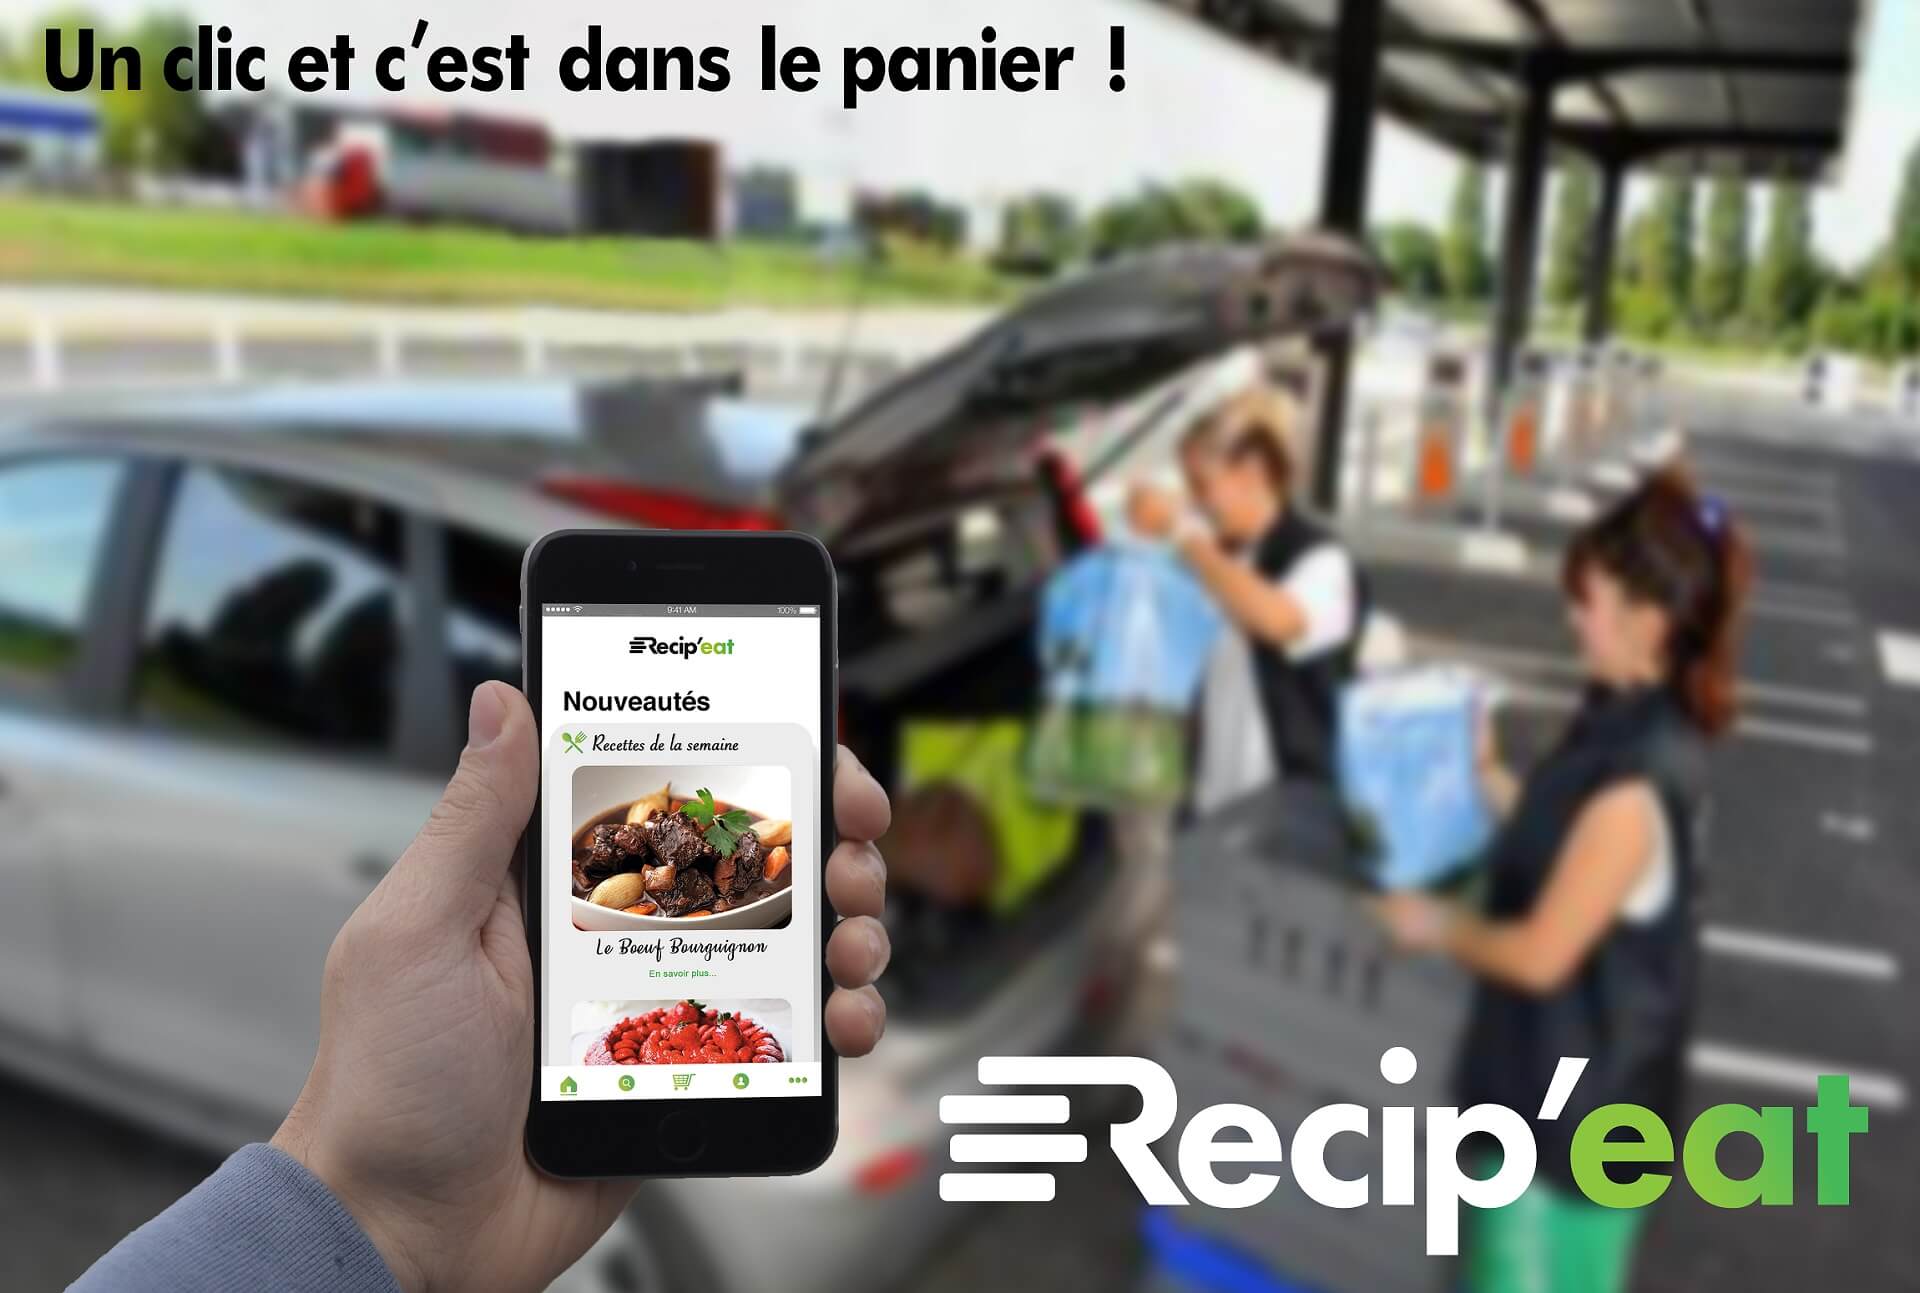 Un clic et c'est dans le panier !
9:41 AM
100%
Recip'eat
Nouveautés
Recettes de la semaine
Le Boeuf Bourguignon
En savoir plus...
Recip'eat